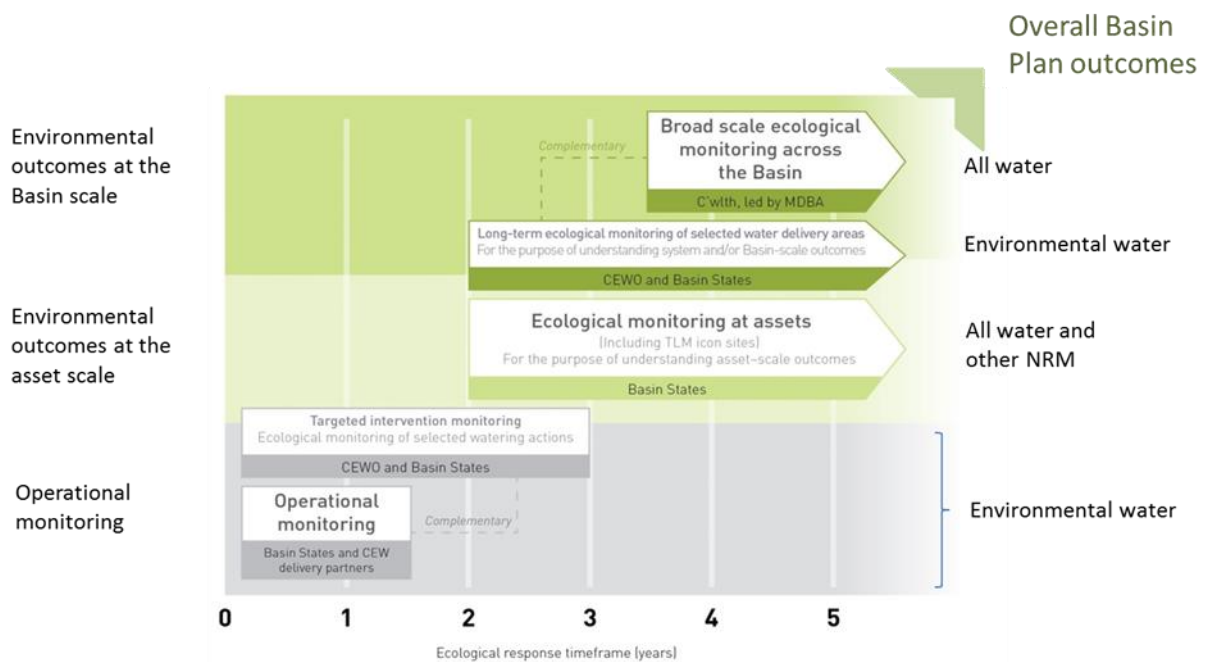 Overall Basin
Plan outcomes
Environmental
outcomes at the
Basin scale
Complementary
Broad scale ecological
monitoring across
the Basin
C'wlth, led by MDBA
All water
Long-term ecological monitoring of selected water delivery areas
For the purpose of understanding system and/or Basin-scale outcomes
CEWO and Basin States
Environmental water
Environmental
outcomes at the
asset scale
Ecological monitoring at assets
(Including TLM icon sites)
For the purpose of understanding asset-scale outcomes
Basin States
All water and
other NRM
Targeted intervention monitoring
Ecological monitoring of selected watering actions
CEWO and Basin States
Operational
monitoring
Operational
monitoring
Complementary
Basin States and CEW
delivery partners
Environmental water
0 1 2 3 4 5
Ecological response timeframe (years)